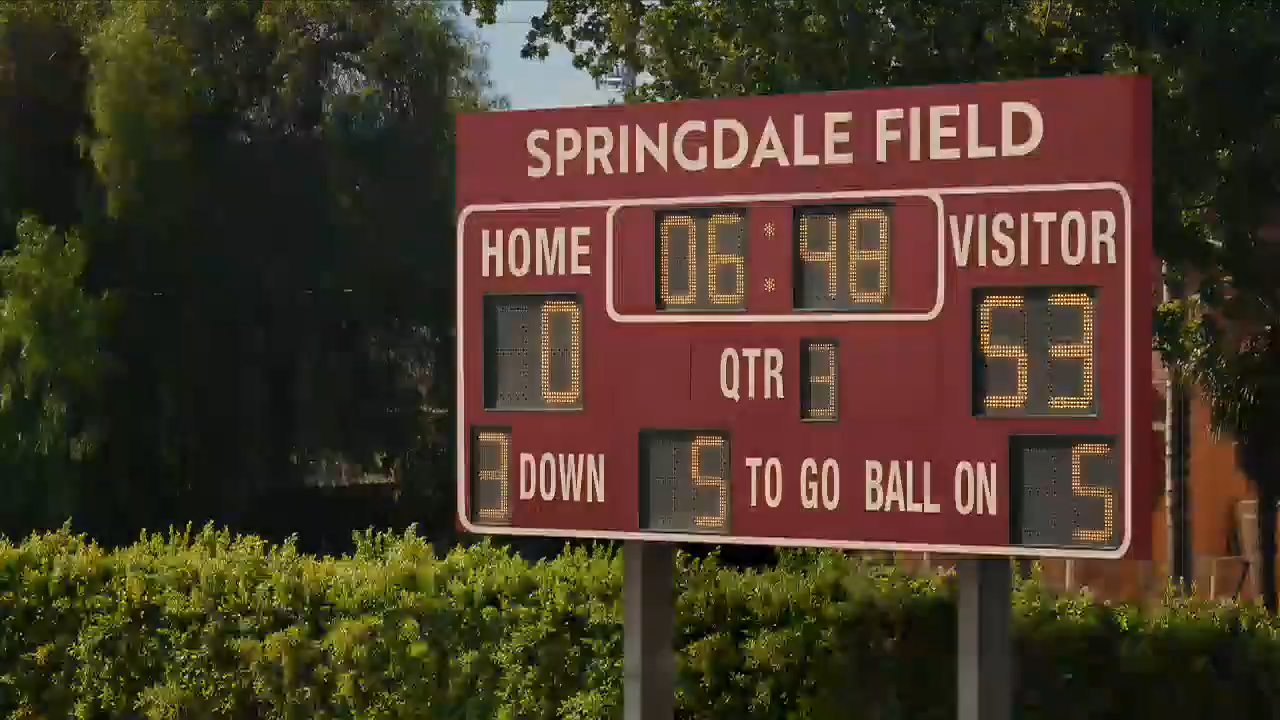 SPRINGDALE FIELD
HOME 06:48 VISITOR
0 53
QTR 3
3 DOWN 5 TO GO BALL ON 5